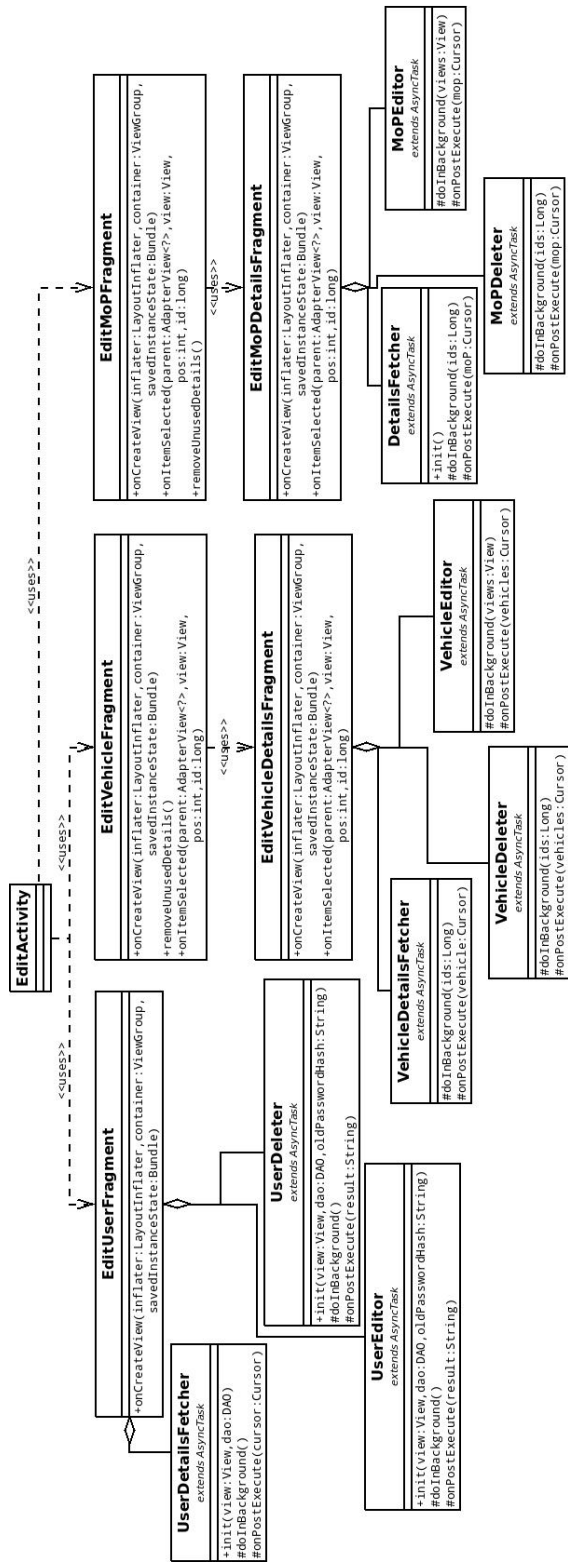 EditActivity
<<uses>>
<<uses>>
<<uses>>
EditUserFragment
+onCreateView(inflater:LayoutInflater,container:ViewGroup,
savedInstanceState:Bundle)
EditVehicleFragment
+onCreateView(inflater:LayoutInflater,container:ViewGroup,
savedInstanceState:Bundle)
+removeUnusedDetails()
+onItemSelected(parent:AdapterView<?>,view:View,
pos:int,id:long)
EditMoPFragment
+onCreateView(inflater:LayoutInflater,container:ViewGroup,
savedInstanceState:Bundle)
+onItemSelected(parent:AdapterView<?>,view:View,
pos:int,id:long)
+removeUnusedDetails()
<<uses>>
<<uses>>
UserDetailsFetcher
extends AsyncTask
+init(view:View,dao:DAO)
#doInBackground()
#onPostExecute(cursor:Cursor)
UserDeleter
extends AsyncTask
+init(view:View,dao:DAO,oldPasswordHash:String)
#doInBackground()
#onPostExecute(result:String)
UserEditor
extends AsyncTask
+init(view:View,dao:DAO,oldPasswordHash:String)
#doInBackground()
#onPostExecute(result:String)
EditVehicleDetailsFragment
+onCreateView(inflater:LayoutInflater,container:ViewGroup,
savedInstanceState:Bundle)
+onItemSelected(parent:AdapterView<?>,view:View,
pos:int,id:long)
VehicleDetailsFetcher
extends AsyncTask
#doInBackground(ids:Long)
#onPostExecute(vehicle:Cursor)
VehicleDeleter
extends AsyncTask
#doInBackground(ids:Long)
#onPostExecute(vehicles:Cursor)
VehicleEditor
extends AsyncTask
#doInBackground(views:View)
#onPostExecute(vehicles:Cursor)
EditMoPDetailsFragment
+onCreateView(inflater:LayoutInflater,container:ViewGroup,
savedInstanceState:Bundle)
+onItemSelected(parent:AdapterView<?>,view:View,
pos:int,id:long)
DetailsFetcher
extends AsyncTask
+init()
#doInBackground(ids:Long)
#onPostExecute(moP:Cursor)
MoPDeleter
extends AsyncTask
#doInBackground(ids:Long)
#onPostExecute(mop:Cursor)
MoPEditor
extends AsyncTask
#doInBackground(views:View)
#onPostExecute(mop:Cursor)